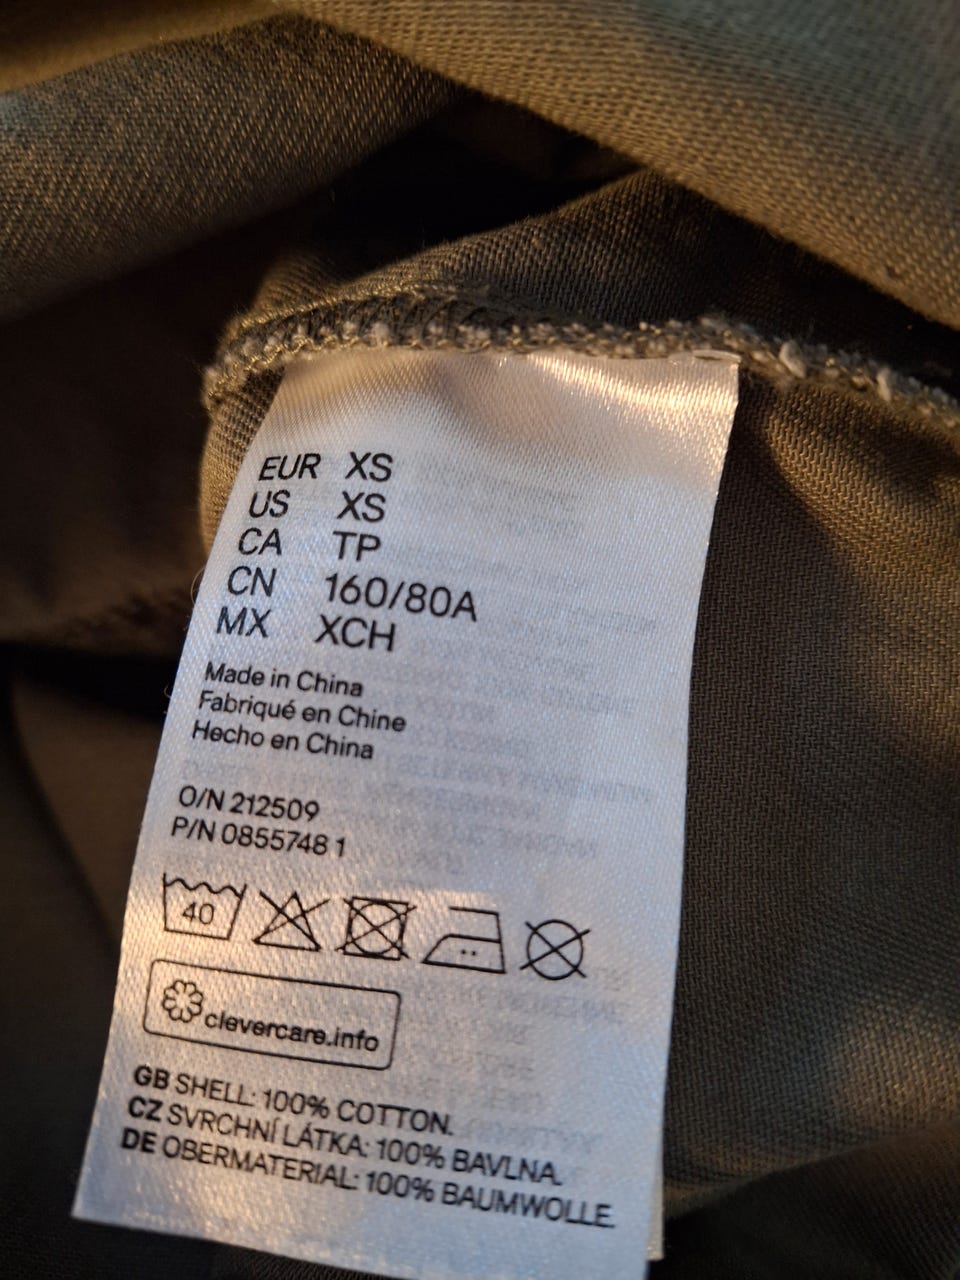 EUR XS
US XS
CA TP
CN 160/80A
MX XCH
Made in China
Fabriqué en Chine
Hecho en China
O/N 212509
P/N 0855748 1
40
clevercare.info
GB SHELL: 100% COTTON.
CZ SVRCHNÍ LÁTKA: 100% BAVLNA.
DE OBERMATERIAL: 100% BAUMWOLLE.